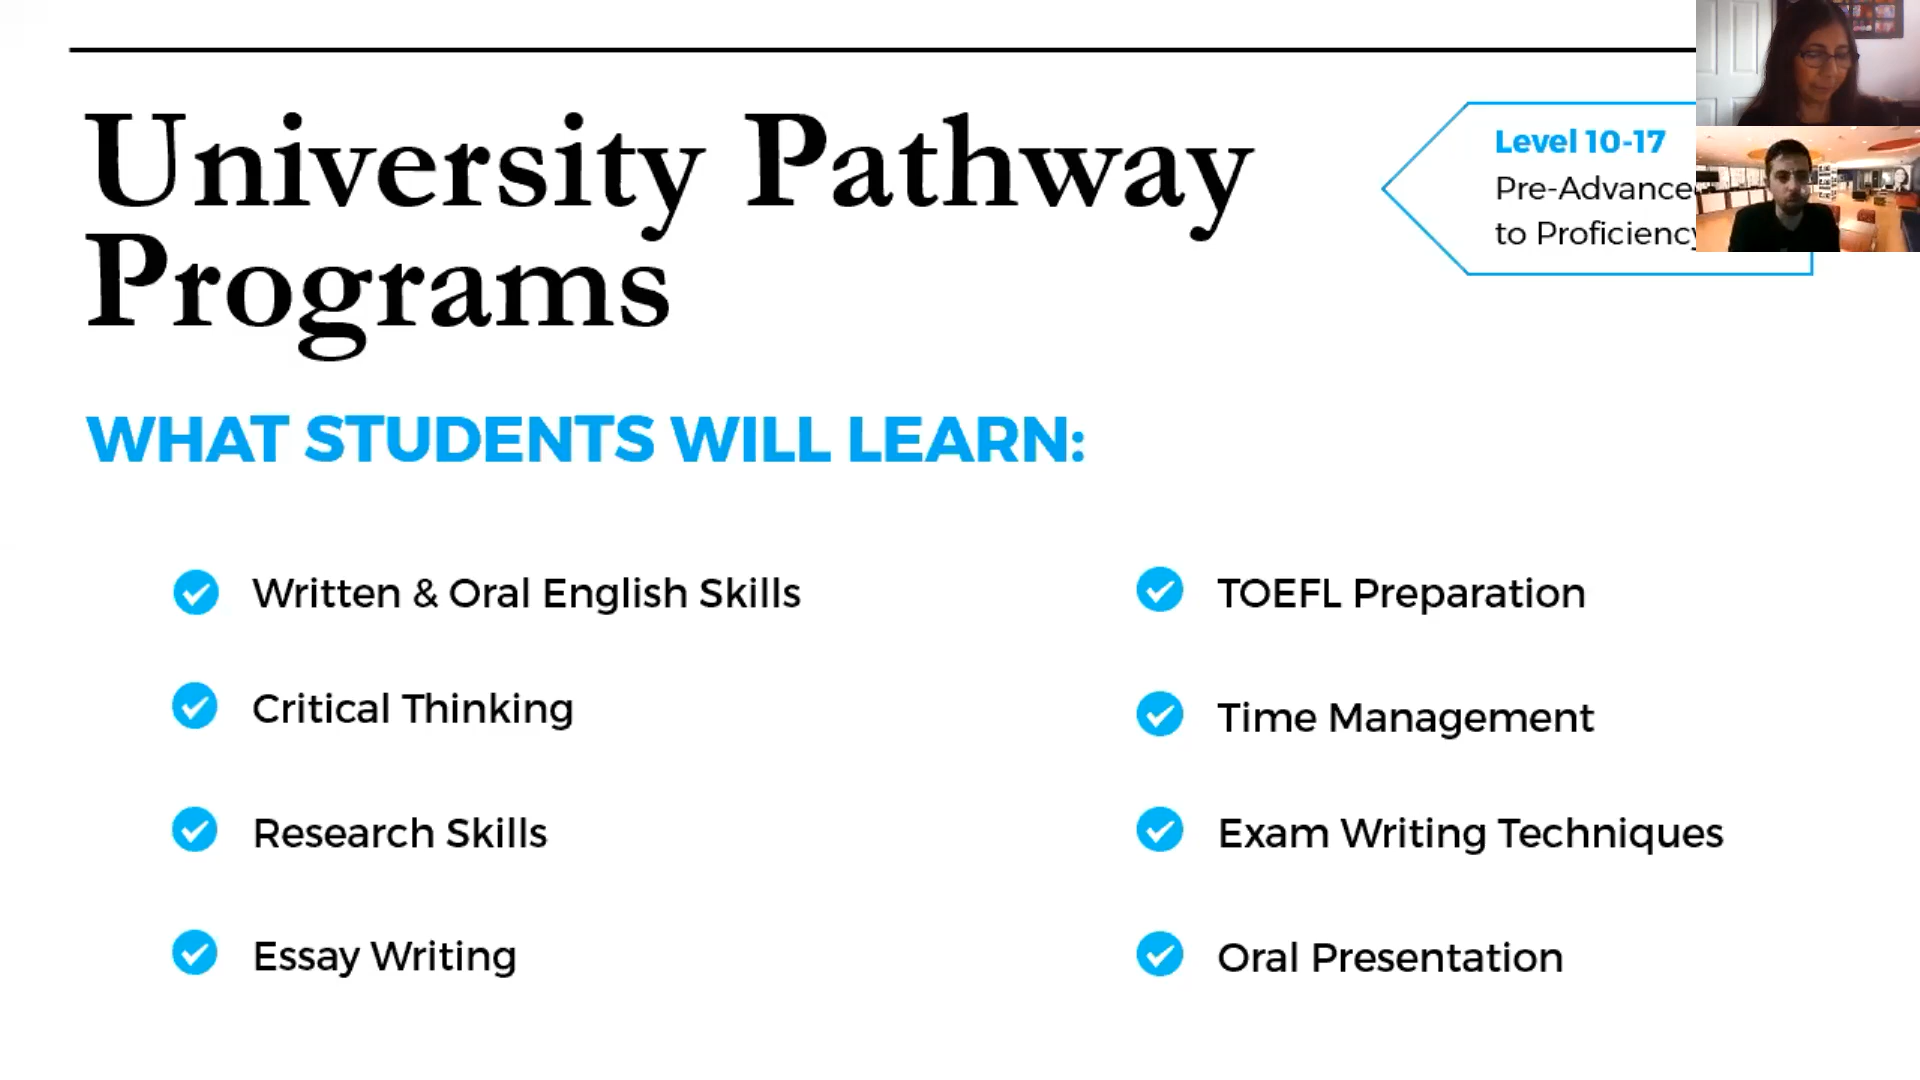 University Pathway
Programs
Level 10-17
Pre-Advance
to Proficiency
WHAT STUDENTS WILL LEARN:
Written & Oral English Skills
Critical Thinking
Research Skills
Essay Writing
TOEFL Preparation
Time Management
Exam Writing Techniques
Oral Presentation